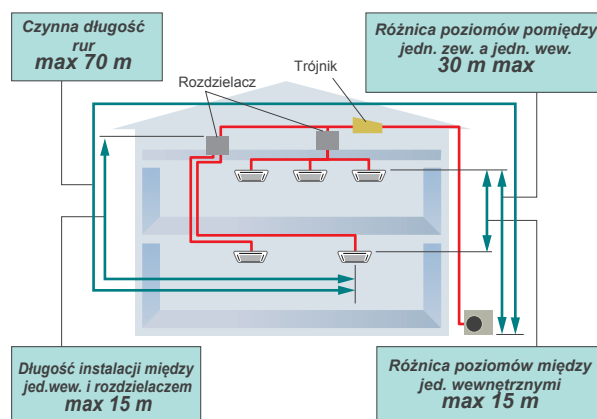 Czynna długość
rur
max 70 m
Różnica poziomów pomiędzy
jedn. zew. a jedn. wew.
30 m max
Trójnik
Rozdzielacz
Długość instalacji między
jed.wew. i rozdzielaczem
max 15 m
Różnica poziomów między
jed. wewnętrznymi
max 15 m